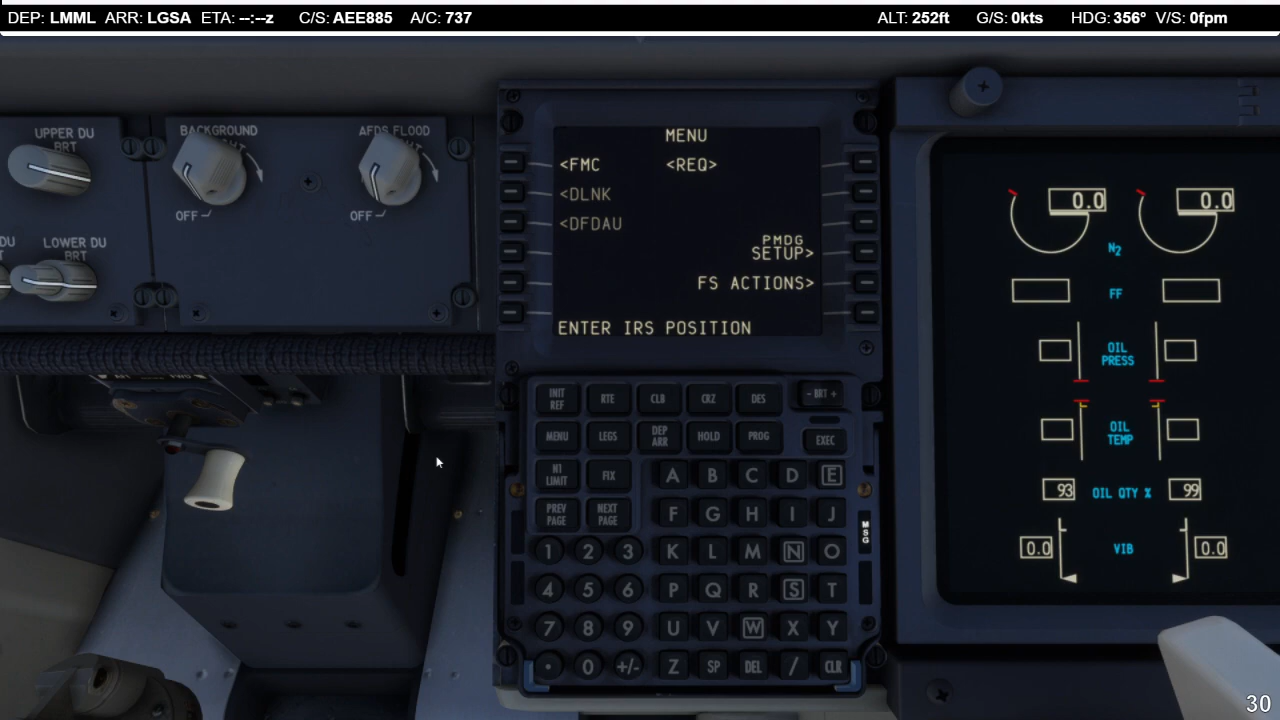 DEP: LMML ARR: LGSA ETA: --:--z C/S: AEE885 A/C: 737 ALT: 252ft G/S: 0kts HDG: 356° V/S: 0fpm
UPPER DU
BRT
BACKGROUND
AFDS FLOOD
OFF
OFF
DU
LOWER DU
BRT
MENU
<FMC <REQ>
<DLNK
<DFDAU
PMDG
SETUP>
FS ACTIONS>
ENTER IRS POSITION
INIT
REF
RTE
CLB
CRZ
DES
- BRT +
MENU
LEGS
DEP
ARR
HOLD
PROG
EXEC
N1
LIMIT
FIX
A B C D E
PREV
PAGE
NEXT
PAGE
F G H I J
MSG
1 2 3 K L M N O
4 5 6 P Q R S T
7 8 9 U V W X Y
. 0 +/- Z SP DEL / CLR
0.0 0.0
N2
FF
OIL
PRESS
OIL
TEMP
93 OIL QTY % 99
0.0 VIB 0.0
30